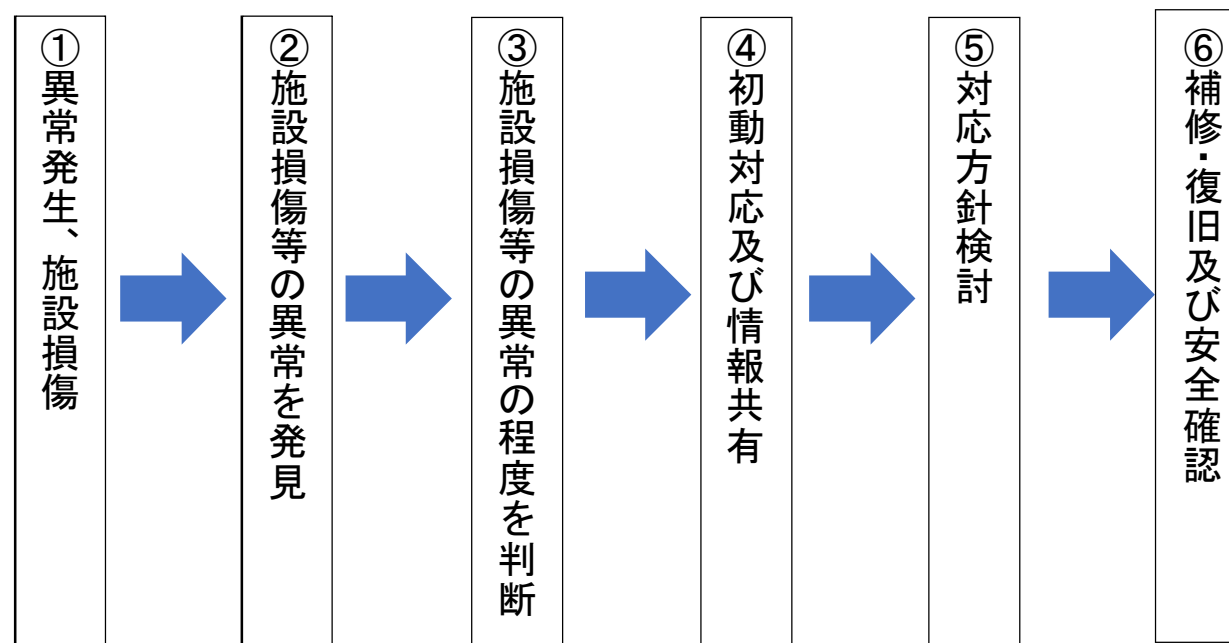 ①異常発生、施設損傷
②施設損傷等の異常を発見
③施設損傷等の異常の程度を判断
④初動対応及び情報共有
⑤対応方針検討
⑥補修・復旧及び安全確認